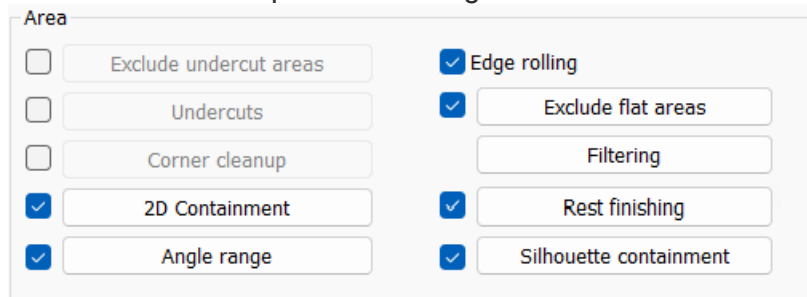 Area
Exclude undercut areas
Edge rolling
Undercuts
Exclude flat areas
Corner cleanup
Filtering
2D Containment
Rest finishing
Angle range
Silhouette containment